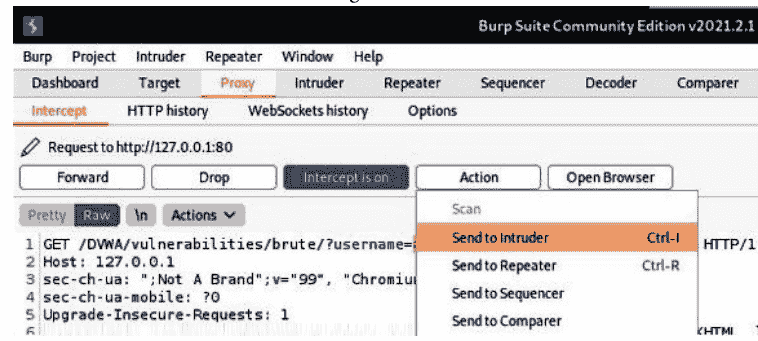 Burp Suite Community Edition v2021.2.1
Burp Project Intruder Repeater Window Help
Dashboard Target Proxy Intruder Repeater Sequencer Decoder Comparer
Intercept HTTP history WebSockets history Options
Request to http://127.0.0.1:80
Forward Drop Intercept is on Action Open Browser
Pretty Raw \n Actions
Scan
Send to Intruder Ctrl-I
Send to Repeater Ctrl-R
Send to Sequencer
Send to Comparer
1 GET /DVWA/vulnerabilities/brute/?username= HTTP/1
2 Host: 127.0.0.1
3 sec-ch-ua: ";Not A Brand";v="99", "Chromiu
4 sec-ch-ua-mobile: ?0
5 Upgrade-Insecure-Requests: 1
6